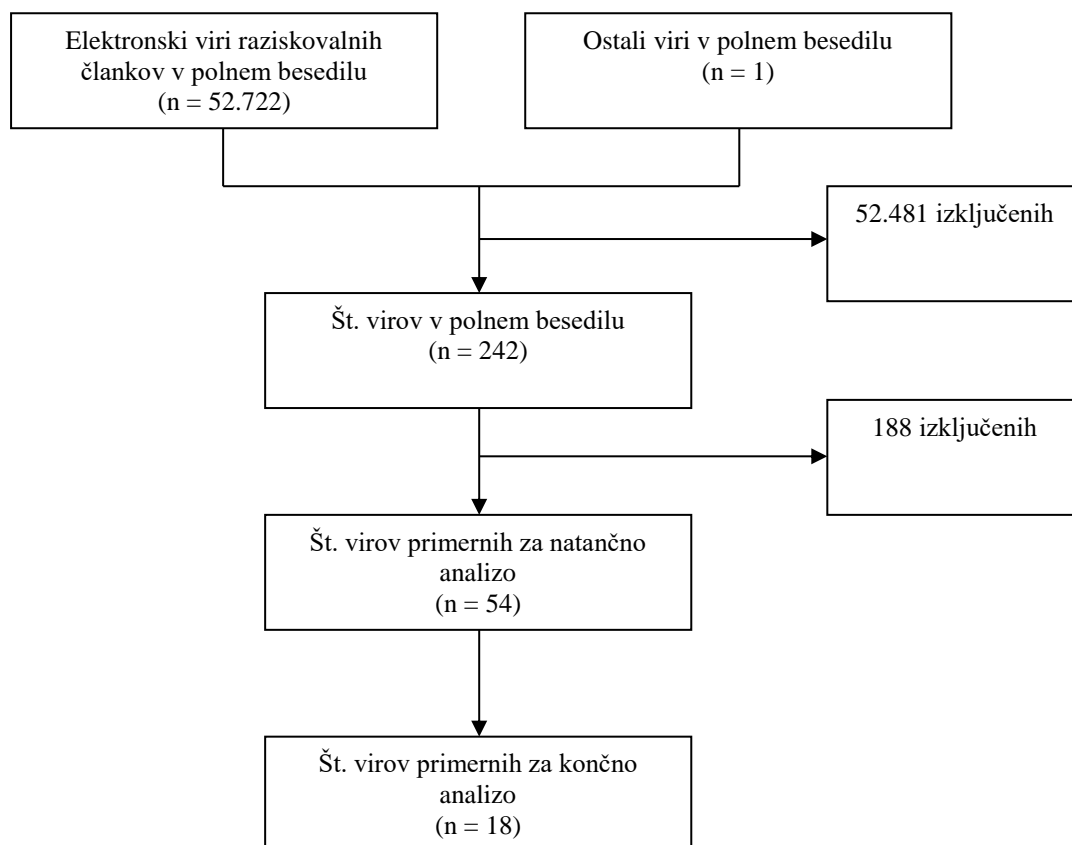 Elektronski viri raziskovalnih
člankov v polnem besedilu
(n = 52.722)
Ostali viri v polnem besedilu
(n = 1)
52.481 izključenih
Št. virov v polnem besedilu
(n = 242)
188 izključenih
Št. virov primernih za natančno
analizo
(n = 54)
Št. virov primernih za končno
analizo
(n = 18)